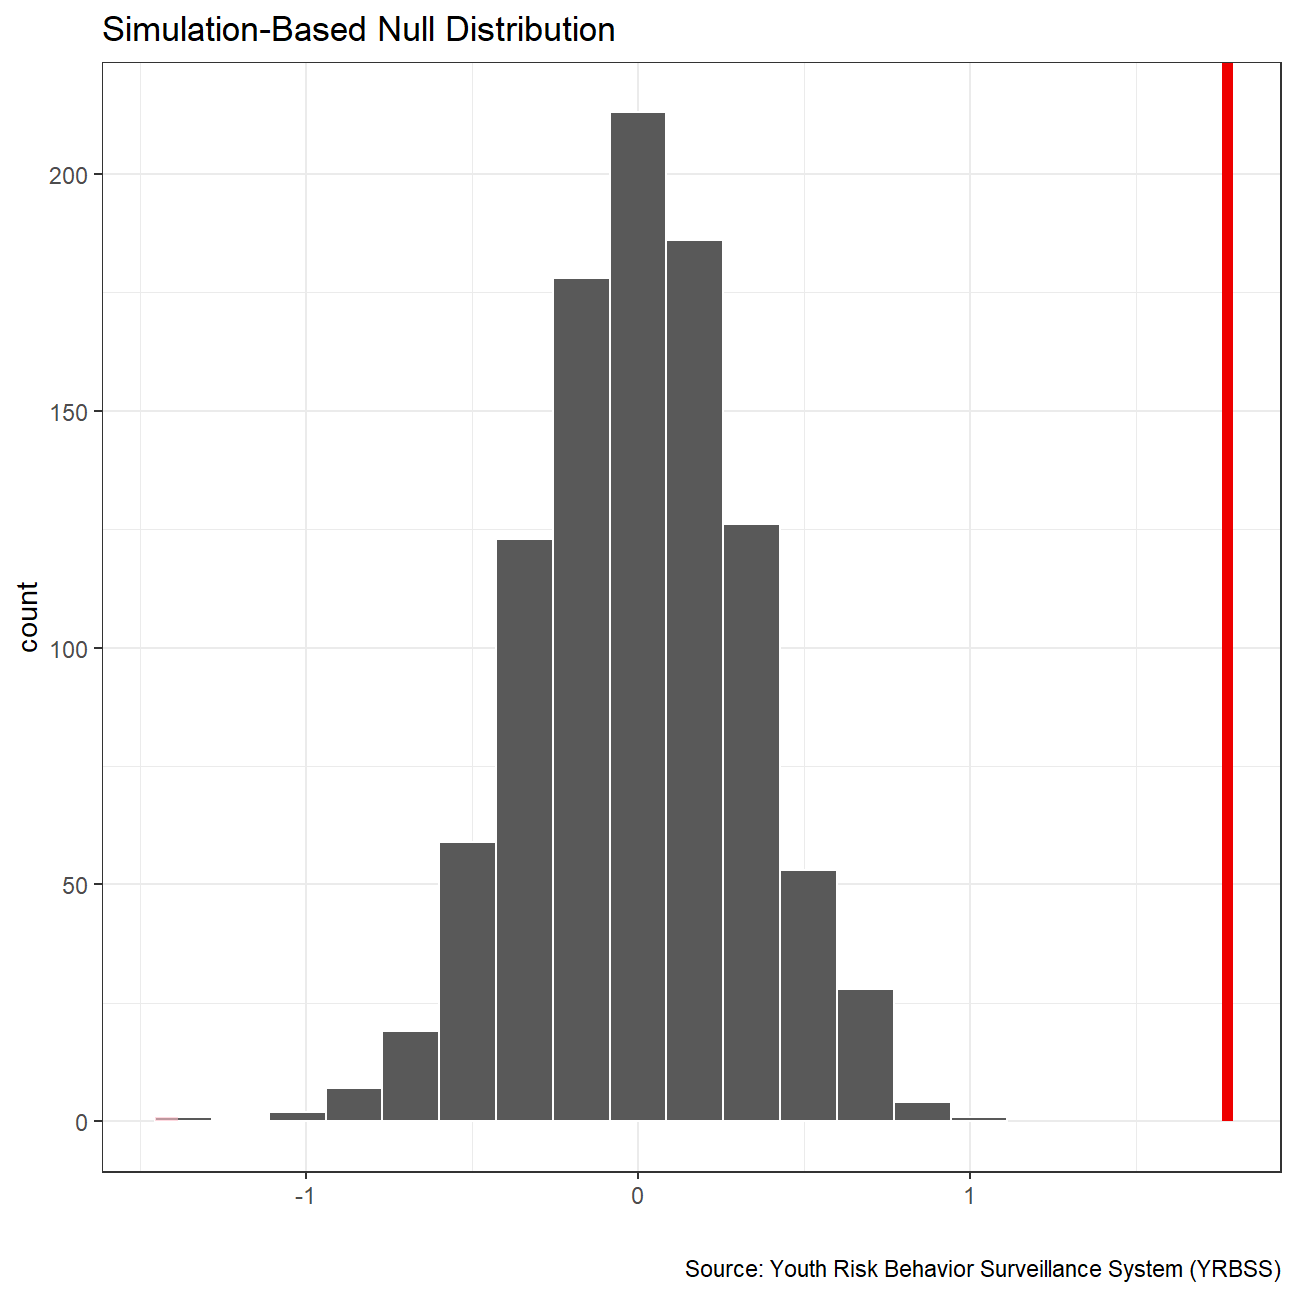 Simulation-Based Null Distribution
count
200
150
100
50
0
-1
0
1
Source: Youth Risk Behavior Surveillance System (YRBSS)